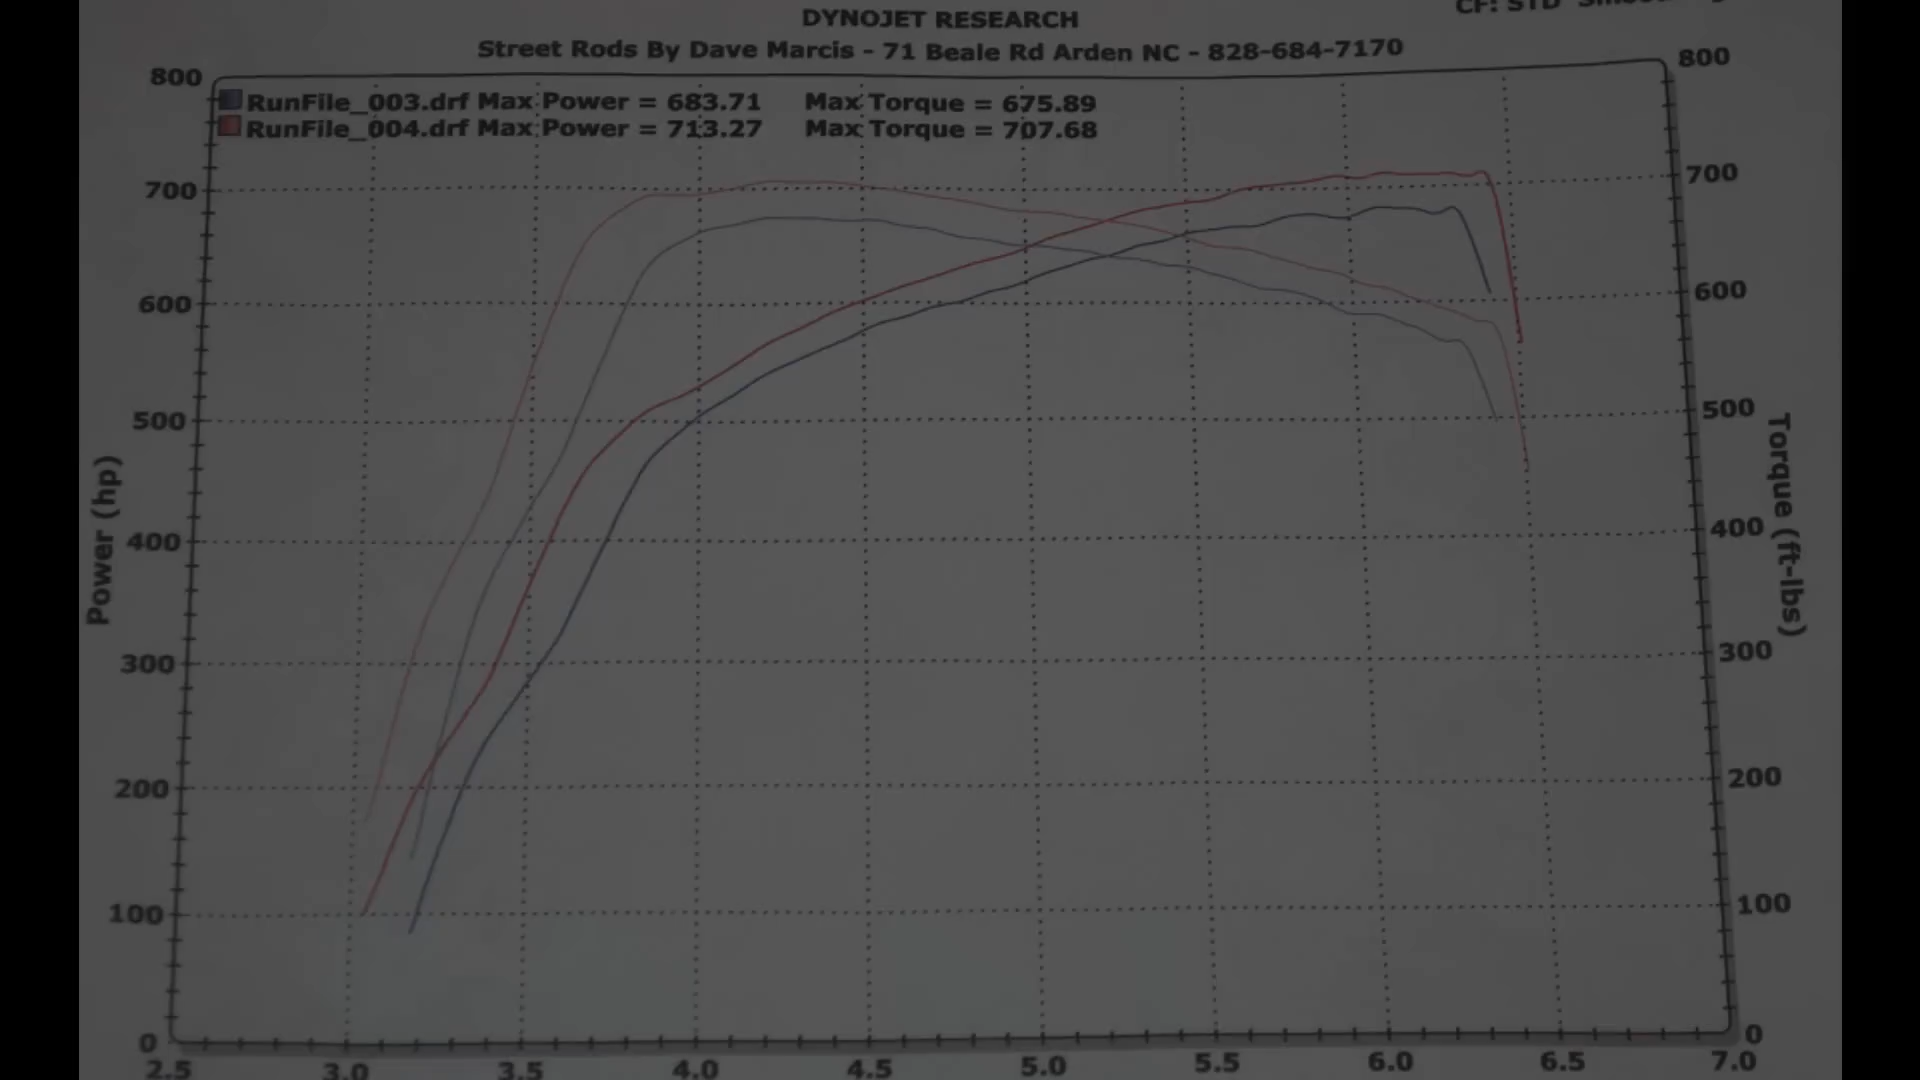 CF: STD
DYNOJET RESEARCH
Street Rods By Dave Marcis - 71 Beale Rd Arden NC - 828-684-7170
RunFile_003.drf Max Power = 683.71 Max Torque = 675.89
RunFile_004.drf Max Power = 713.27 Max Torque = 707.68
800
700
600
500
400
300
200
100
0
Power (hp)
800
700
600
500
400
300
200
100
0
Torque (ft-lbs)
2.5 3.0 3.5 4.0 4.5 5.0 5.5 6.0 6.5 7.0